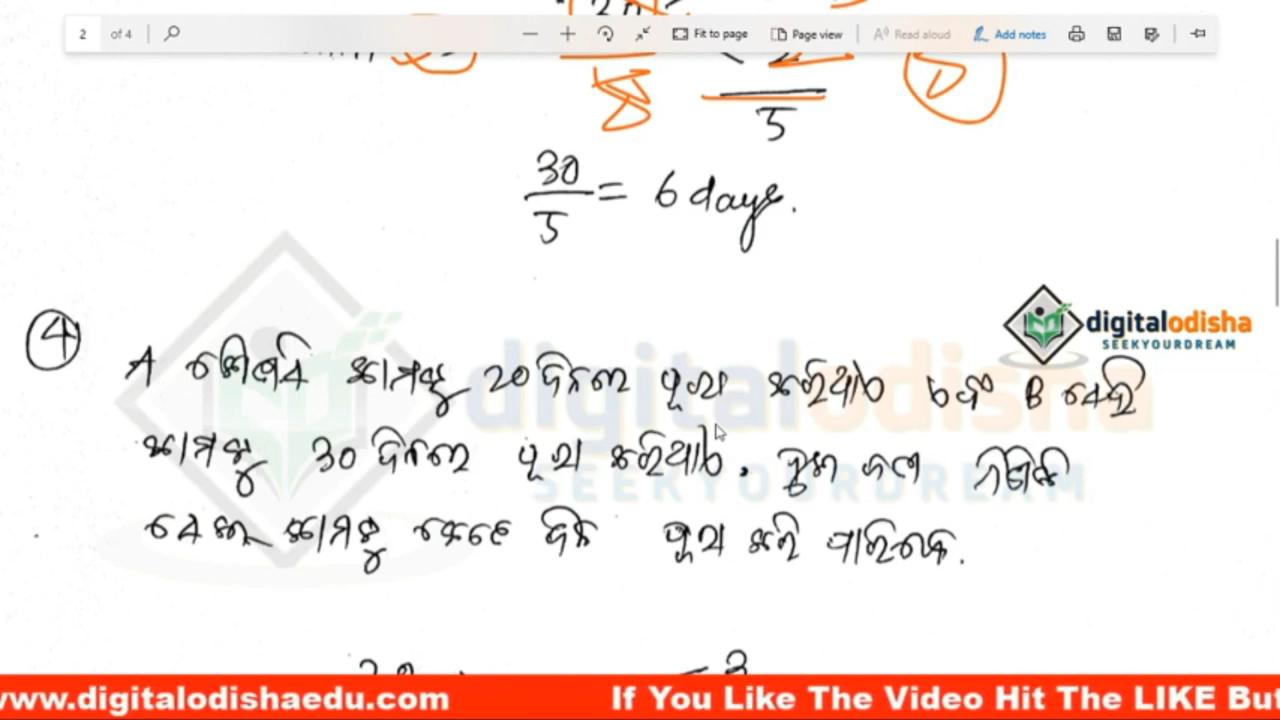 2 of 4 Fit to page Page view Read aloud Add notes
5
30/5 = 6 days.
digitalodisha
SEEKYOURDREAM
4
A କୌଣସି କାମକୁ 20 ଦିନରେ ପୂରା କରିଥାଏ ଏବଂ B ସେହି
କାମକୁ 30 ଦିନରେ ପୂରା କରିଥାଏ. ଦୁଇ ଜଣ ମିଶିକି
ସେଇ କାମକୁ କେତେ ଦିନ ପୂରା କରି ପାରିବେ.
www.digitalodishaedu.com If You Like The Video Hit The LIKE But